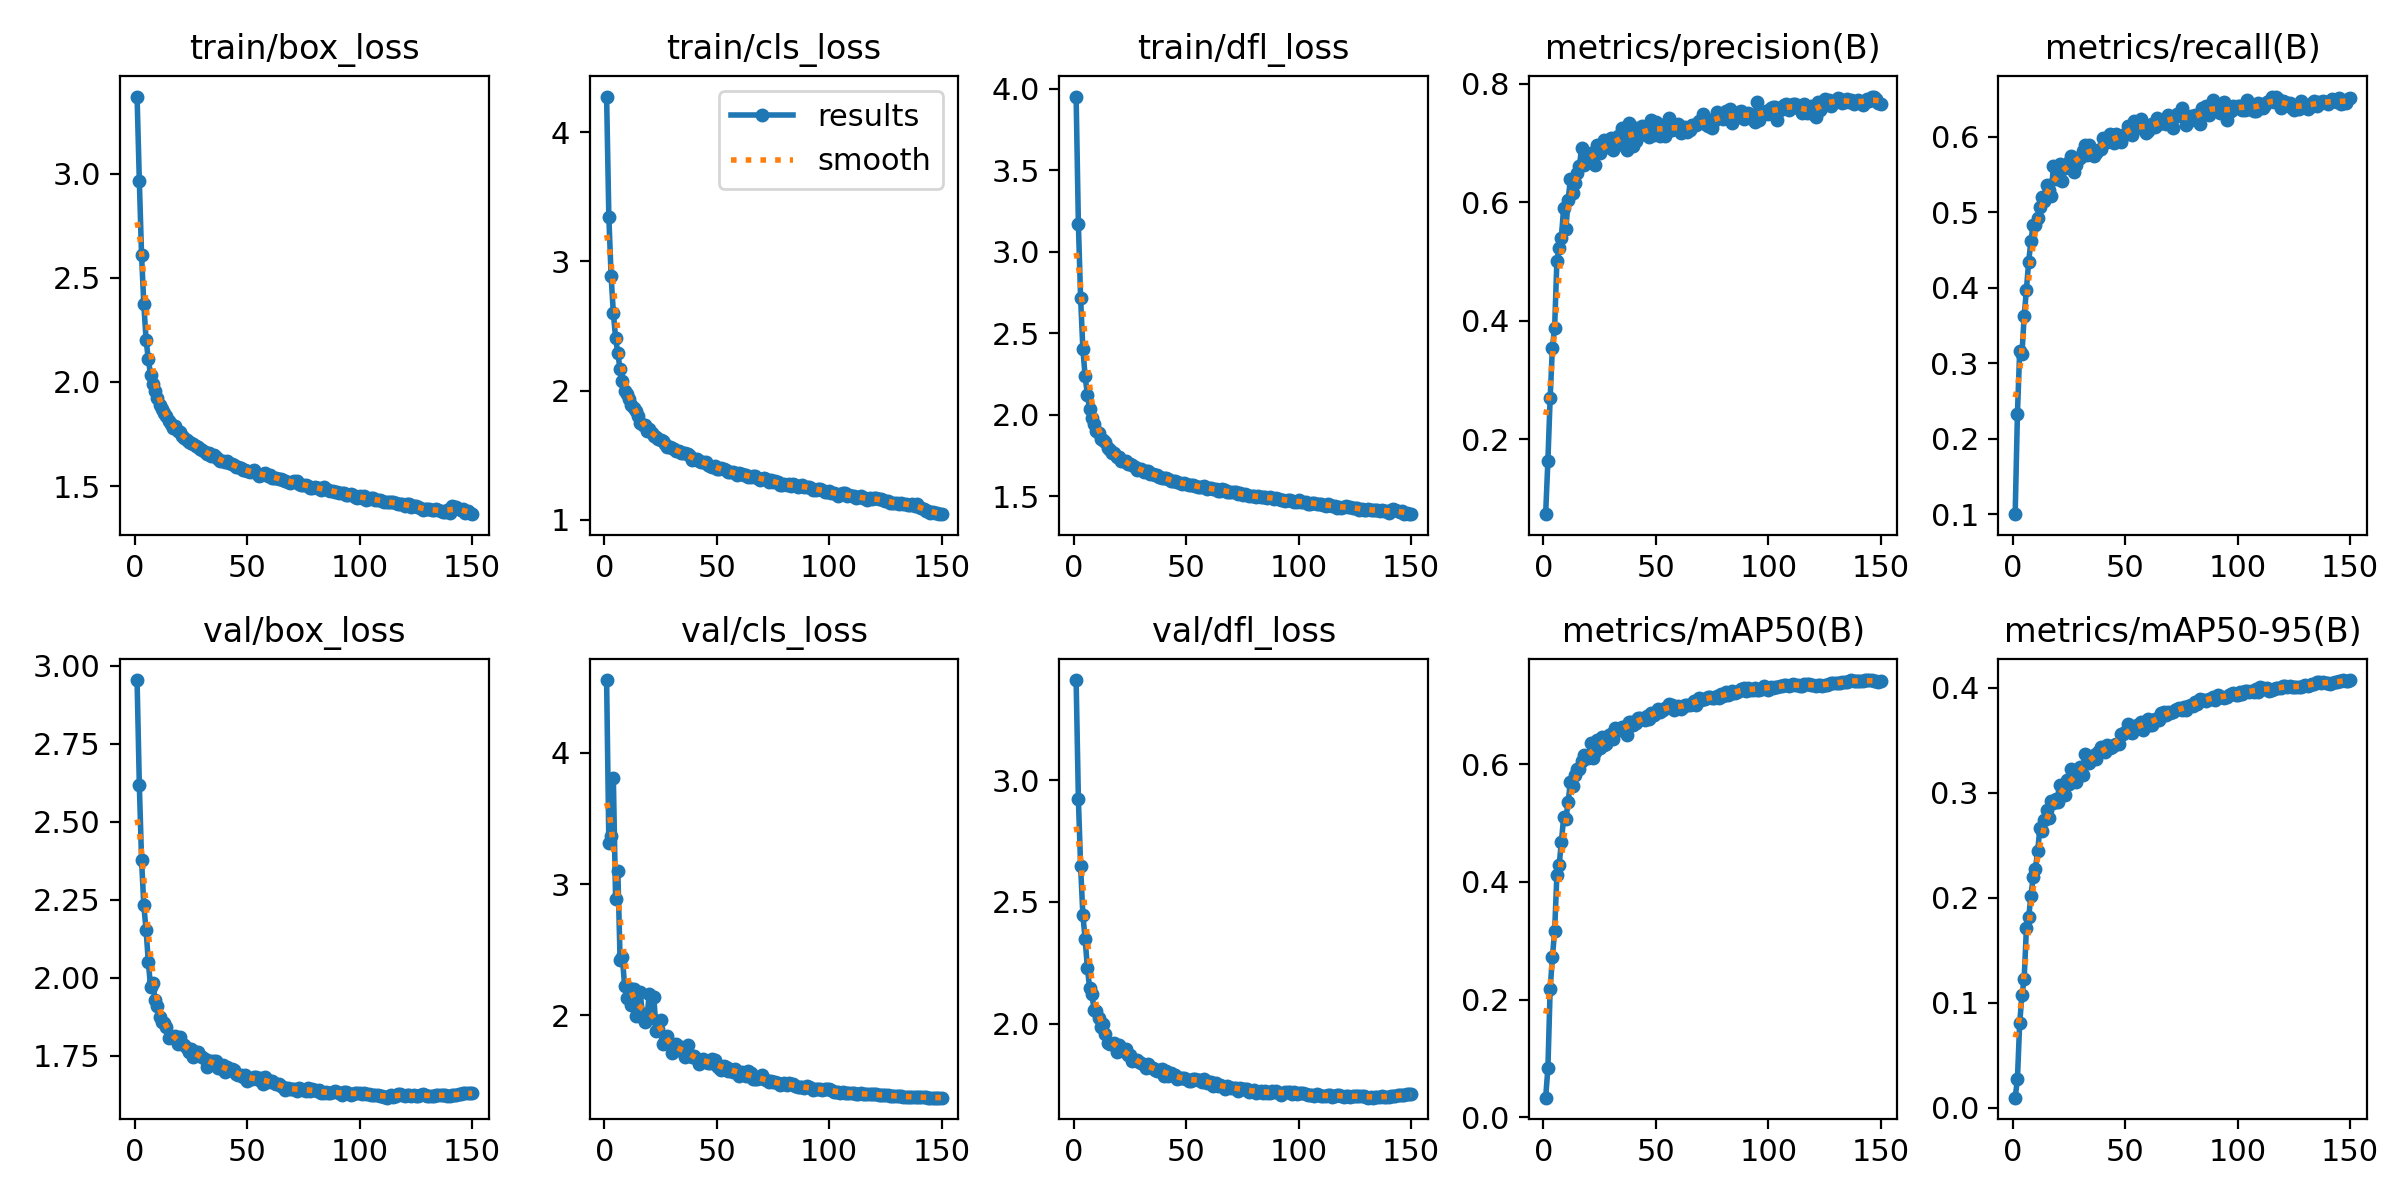 train/box_loss
3.0
2.5
2.0
1.5
0 50 100 150
train/cls_loss
results
smooth
4
3
2
1
0 50 100 150
train/dfl_loss
4.0
3.5
3.0
2.5
2.0
1.5
0 50 100 150
metrics/precision(B)
0.8
0.6
0.4
0.2
0 50 100 150
metrics/recall(B)
0.6
0.5
0.4
0.3
0.2
0.1
0 50 100 150
val/box_loss
3.00
2.75
2.50
2.25
2.00
1.75
0 50 100 150
val/cls_loss
4
3
2
0 50 100 150
val/dfl_loss
3.0
2.5
2.0
0 50 100 150
metrics/mAP50(B)
0.6
0.4
0.2
0.0
0 50 100 150
metrics/mAP50-95(B)
0.4
0.3
0.2
0.1
0.0
0 50 100 150